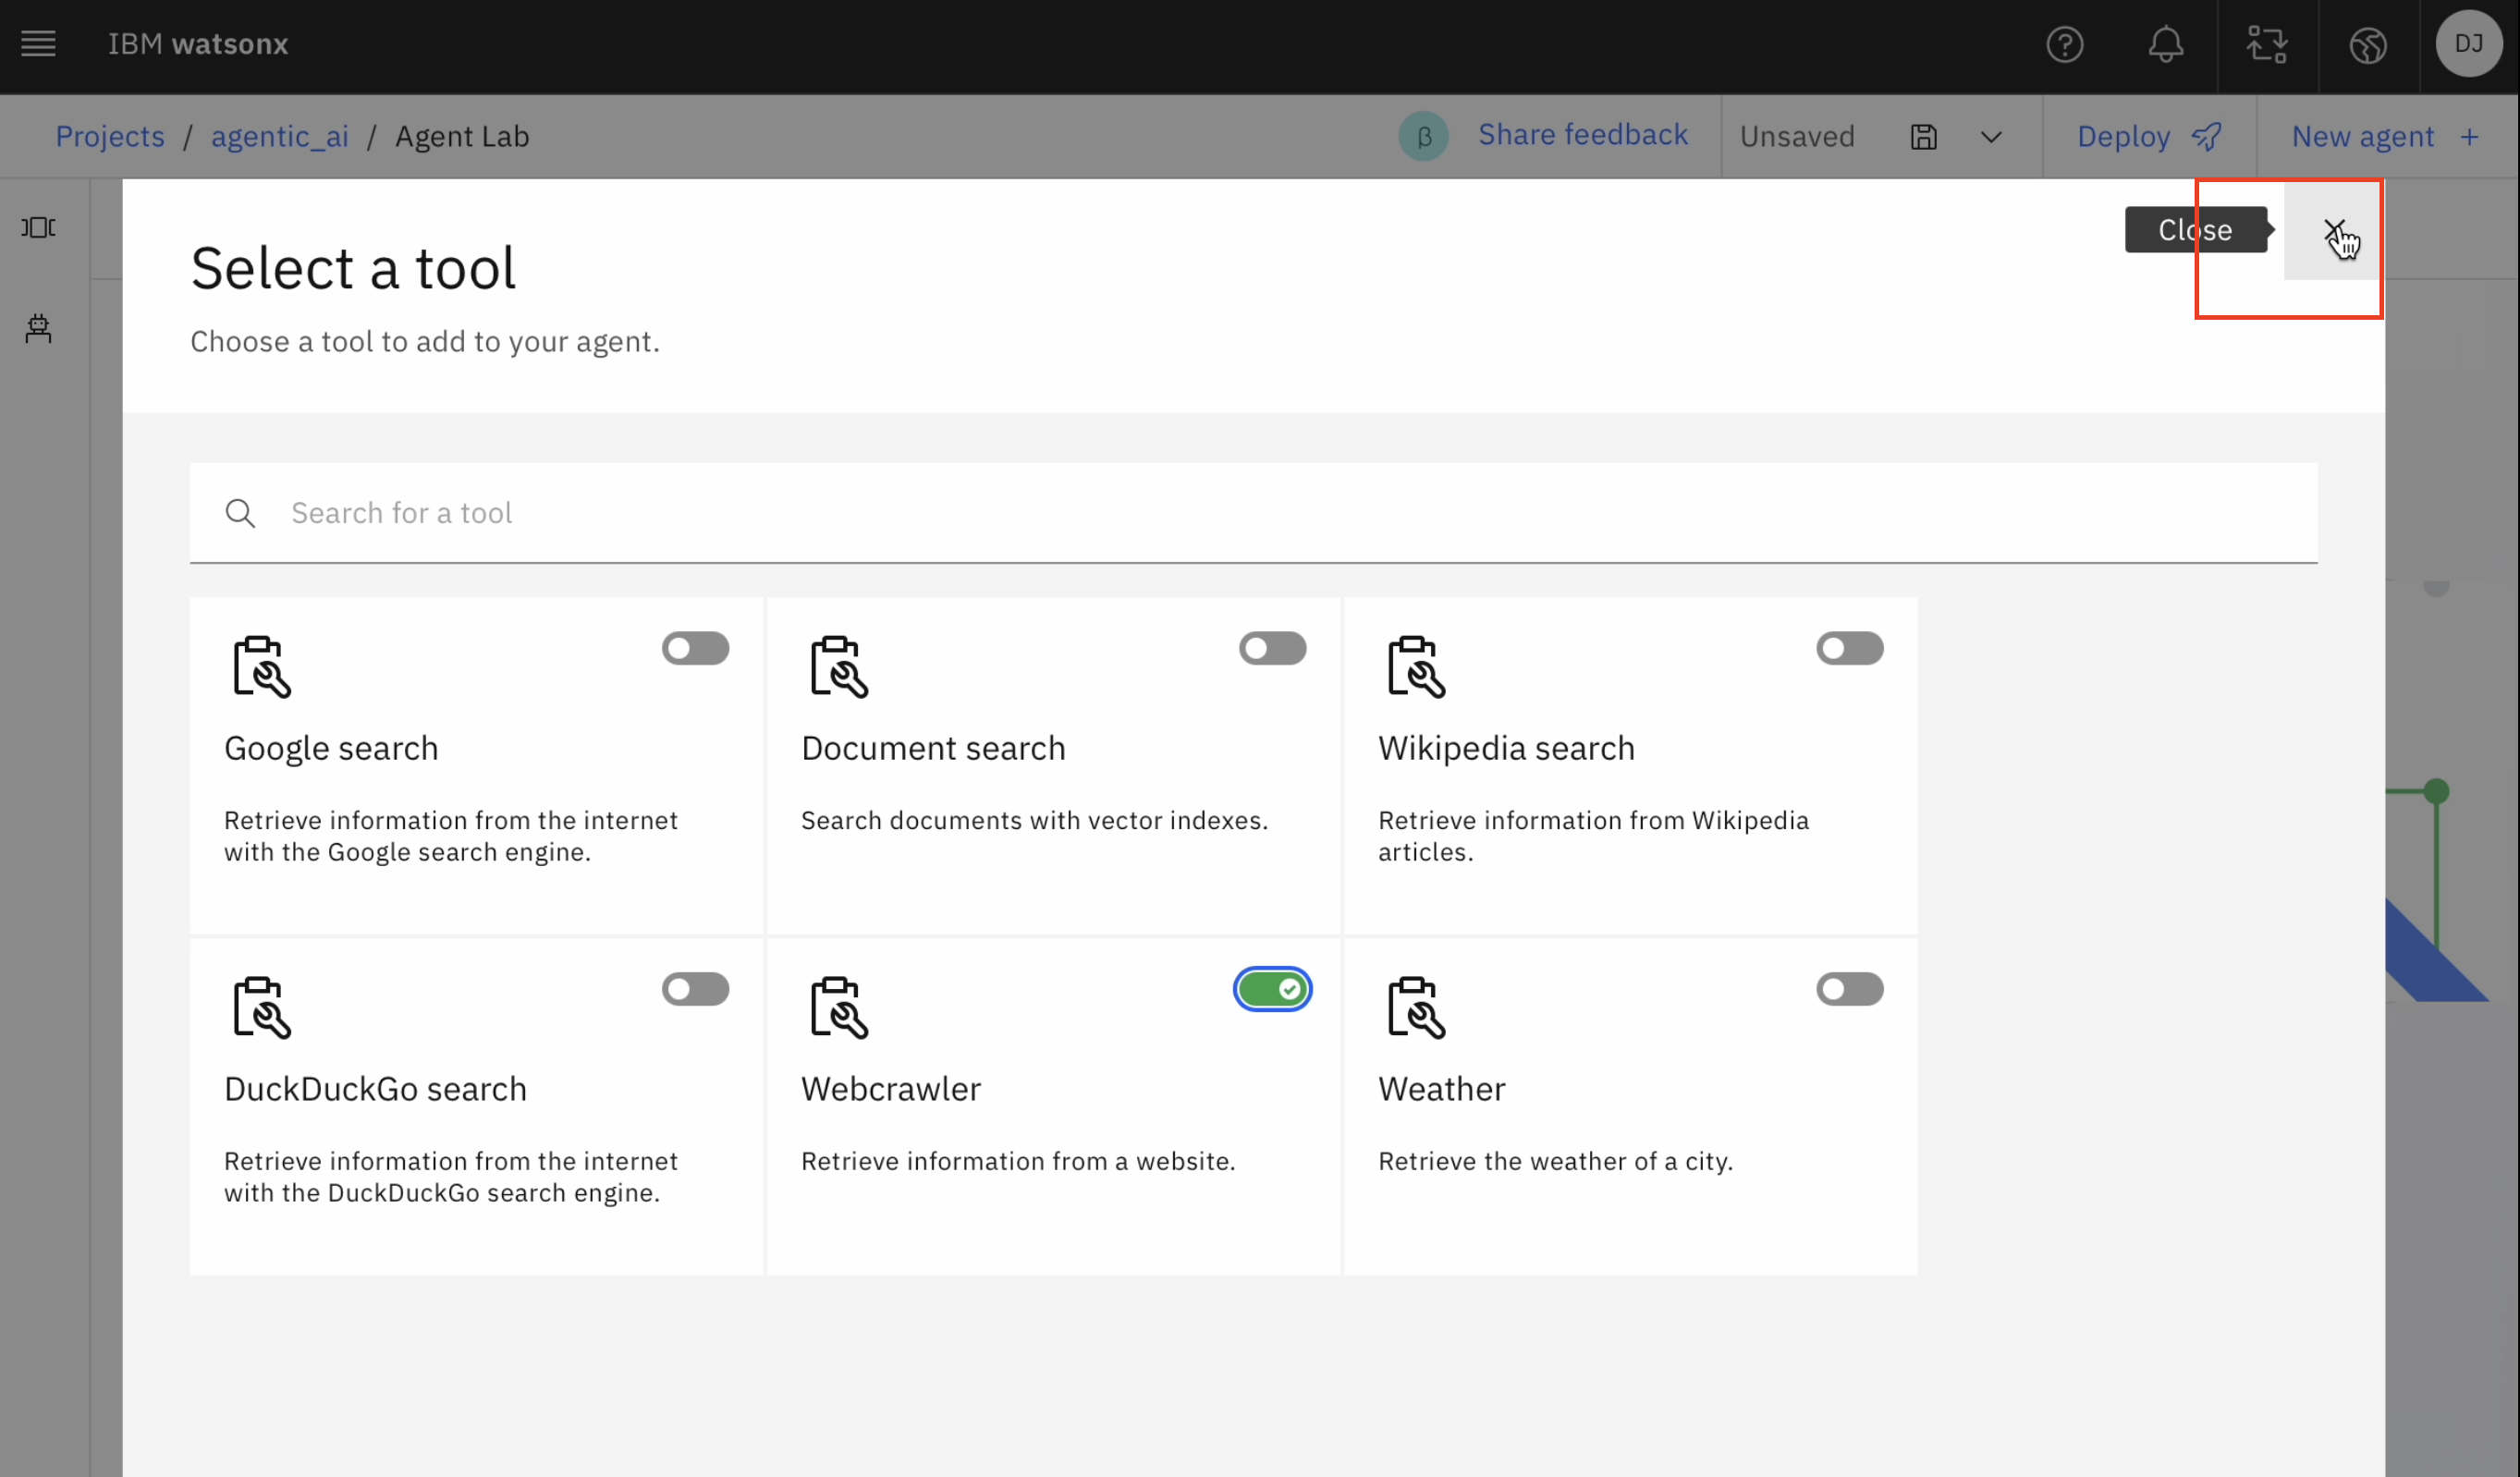 IBM watsonx
DJ
Projects / agentic_ai / Agent Lab
β Share feedback
Unsaved
Deploy
New agent +
Select a tool
Close
Choose a tool to add to your agent.
Search for a tool
Google search
Retrieve information from the internet
with the Google search engine.
Document search
Search documents with vector indexes.
Wikipedia search
Retrieve information from Wikipedia
articles.
DuckDuckGo search
Retrieve information from the internet
with the DuckDuckGo search engine.
Webcrawler
Retrieve information from a website.
Weather
Retrieve the weather of a city.